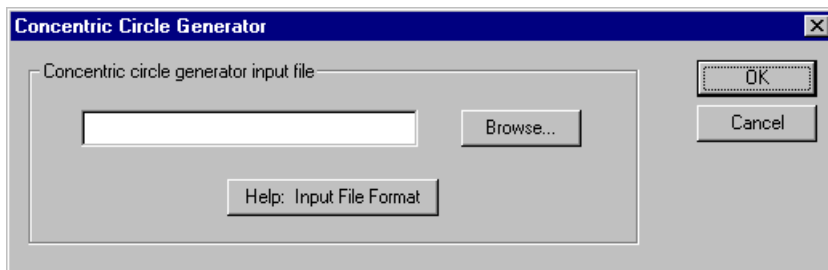 Concentric Circle Generator
Concentric circle generator input file
Browse...
Help: Input File Format
OK
Cancel